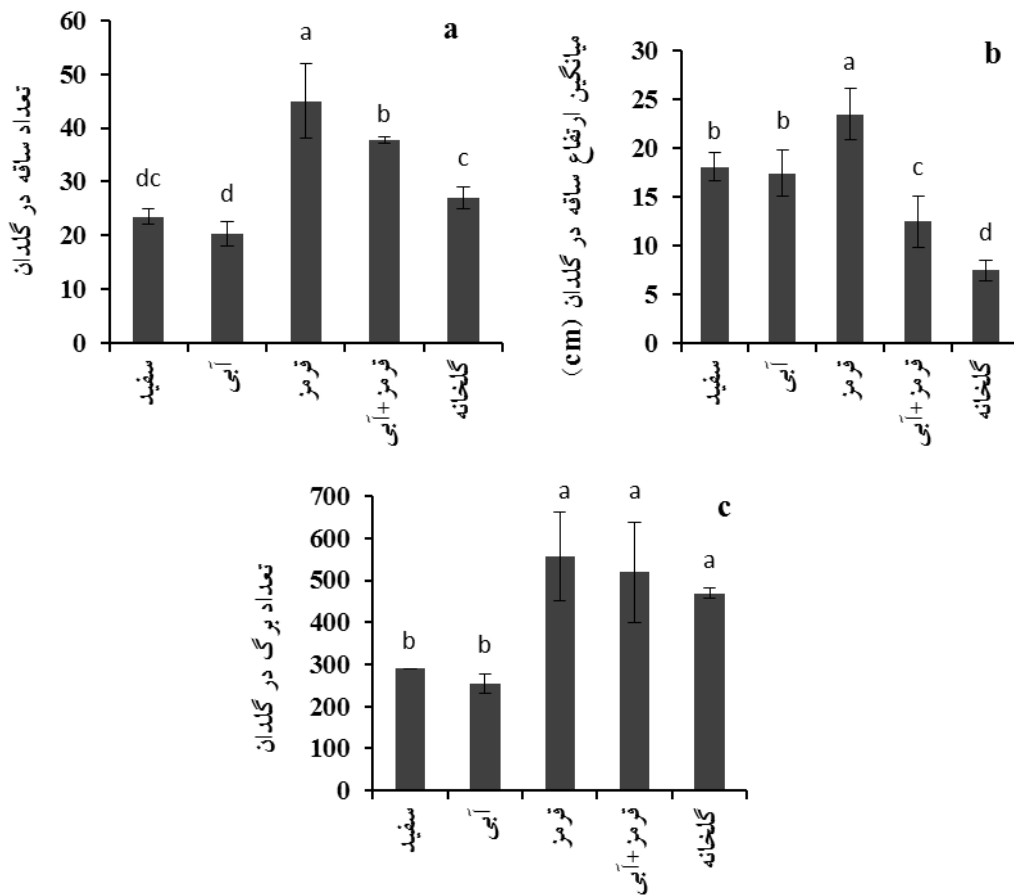 a
تعداد ساقه در گلدان
60
50
40
30
20
10
0
dc
d
a
b
c
سفید
آبی
قرمز
قرمز+آبی
گلخانه
b
میانگین ارتفاع ساقه در گلدان (cm)
30
25
20
15
10
5
0
b
b
a
c
d
سفید
آبی
قرمز
قرمز+آبی
گلخانه
c
تعداد برگ در گلدان
700
600
500
400
300
200
100
0
b
b
a
a
a
سفید
آبی
قرمز
قرمز+آبی
گلخانه